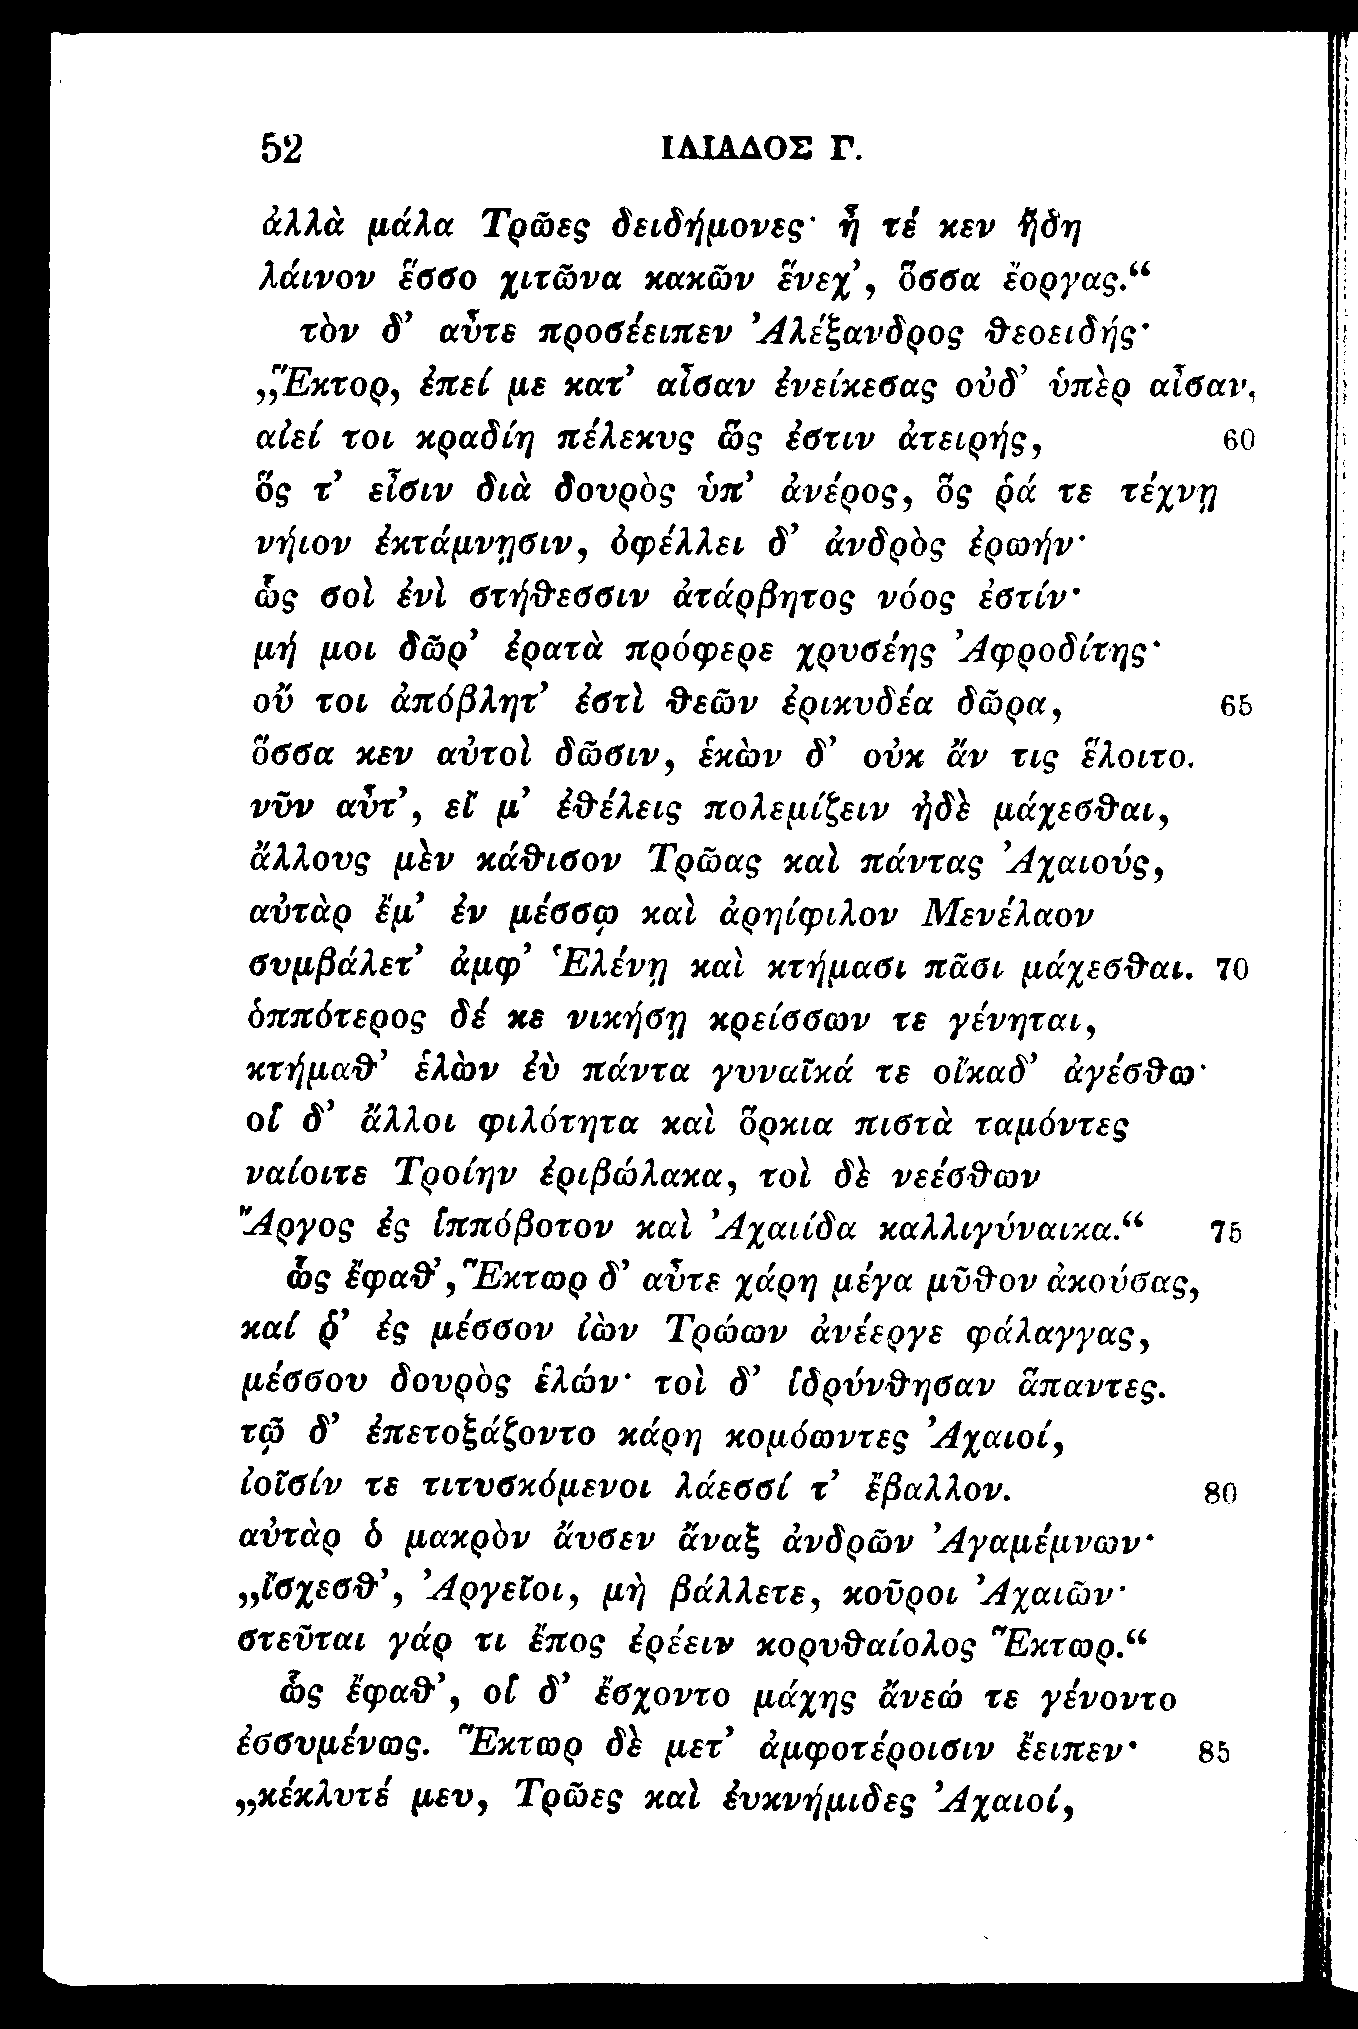 52 ΙΛΙΑΔΟΣ Γ.
ἀλλὰ μάλα Τρῶες δειδήμονες· ἦ τέ κεν ἤδη
λάινον ἕσσο χιτῶνα κακῶν ἕνεχ’, ὅσσα ἔοργας.“
τὸν δ’ αὖτε προσέειπεν Ἀλέξανδρος θεοειδής·
„Ἕκτορ, ἐπεί με κατ’ αἶσαν ἐνείκεσας οὐδ’ ὑπὲρ αἶσαν,
αἰεί τοι κραδίη πέλεκυς ὥς ἐστιν ἀτειρής, 60
ὅς τ’ εἶσιν διὰ δουρὸς ὑπ’ ἀνέρος, ὅς ῥά τε τέχνῃ
νήιον ἐκτάμνῃσιν, ὀφέλλει δ’ ἀνδρὸς ἐρωήν·
ὣς σοὶ ἐνὶ στήθεσσιν ἀτάρβητος νόος ἐστίν·
μή μοι δῶρ’ ἐρατὰ πρόφερε χρυσέης Ἀφροδίτης·
οὔ τοι ἀπόβλητ’ ἐστὶ θεῶν ἐρικυδέα δῶρα, 65
ὅσσα κεν αὐτοὶ δῶσιν, ἑκὼν δ’ οὐκ ἄν τις ἕλοιτο.
νῦν αὖτ’, εἴ μ’ ἐθέλεις πολεμίζειν ἠδὲ μάχεσθαι,
ἄλλους μὲν κάθισον Τρῶας καὶ πάντας Ἀχαιούς,
αὐτὰρ ἔμ’ ἐν μέσσῳ καὶ ἀρηίφιλον Μενέλαον
συμβάλετ’ ἀμφ’ Ἑλένῃ καὶ κτήμασι πᾶσι μάχεσθαι. 70
ὁππότερος δέ κε νικήσῃ κρείσσων τε γένηται,
κτήμαθ’ ἑλὼν ἐὺ πάντα γυναῖκά τε οἴκαδ’ ἀγέσθω·
οἳ δ’ ἄλλοι φιλότητα καὶ ὅρκια πιστὰ ταμόντες
ναίοιτε Τροίην ἐριβώλακα, τοὶ δὲ νεέσθων
Ἄργος ἐς ἱππόβοτον καὶ Ἀχαιίδα καλλιγύναικα.“ 75
ὣς ἔφαθ’, Ἕκτωρ δ’ αὖτε χάρη μέγα μῦθον ἀκούσας,
καί ῥ’ ἐς μέσσον ἰὼν Τρώων ἀνέεργε φάλαγγας,
μέσσου δουρὸς ἑλών· τοὶ δ’ ἱδρύνθησαν ἅπαντες.
τῷ δ’ ἐπετοξάζοντο κάρη κομόωντες Ἀχαιοί,
ἰοῖσίν τε τιτυσκόμενοι λάεσσί τ’ ἔβαλλον. 80
αὐτὰρ ὁ μακρὸν ἄυσεν ἄναξ ἀνδρῶν Ἀγαμέμνων·
„ἴσχεσθ’, Ἀργεῖοι, μὴ βάλλετε, κοῦροι Ἀχαιῶν·
στεῦται γάρ τι ἔπος ἐρέειν κορυθαίολος Ἕκτωρ.“
ὣς ἔφαθ’, οἳ δ’ ἔσχοντο μάχης ἄνεώ τε γένοντο
ἐσσυμένως. Ἕκτωρ δὲ μετ’ ἀμφοτέροισιν ἔειπεν· 85
„κέκλυτέ μευ, Τρῶες καὶ ἐυκνήμιδες Ἀχαιοί,